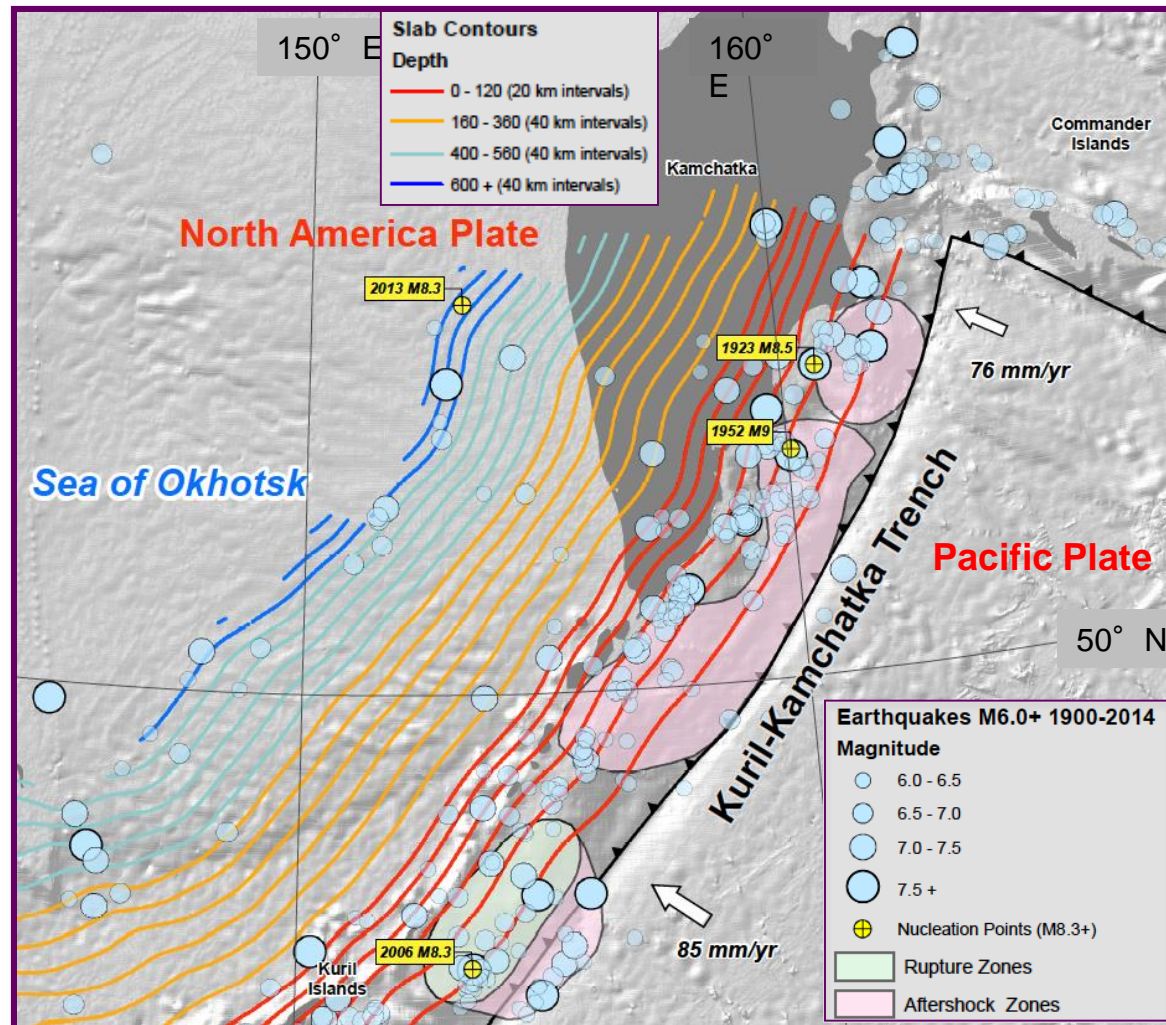 150° E
Slab Contours
Depth
0 - 120 (20 km intervals)
160 - 360 (40 km intervals)
400 - 560 (40 km intervals)
600 + (40 km intervals)
160°
E
Commander
Islands
Kamchatka
North America Plate
2013 M8.3
1923 M8.5
76 mm/yr
1952 M9
Sea of Okhotsk
Kuril-Kamchatka Trench
Pacific Plate
50° N
Earthquakes M6.0+ 1900-2014
Magnitude
6.0 - 6.5
6.5 - 7.0
7.0 - 7.5
7.5 +
Nucleation Points (M8.3+)
Rupture Zones
Aftershock Zones
85 mm/yr
2006 M8.3
Kuril
Islands